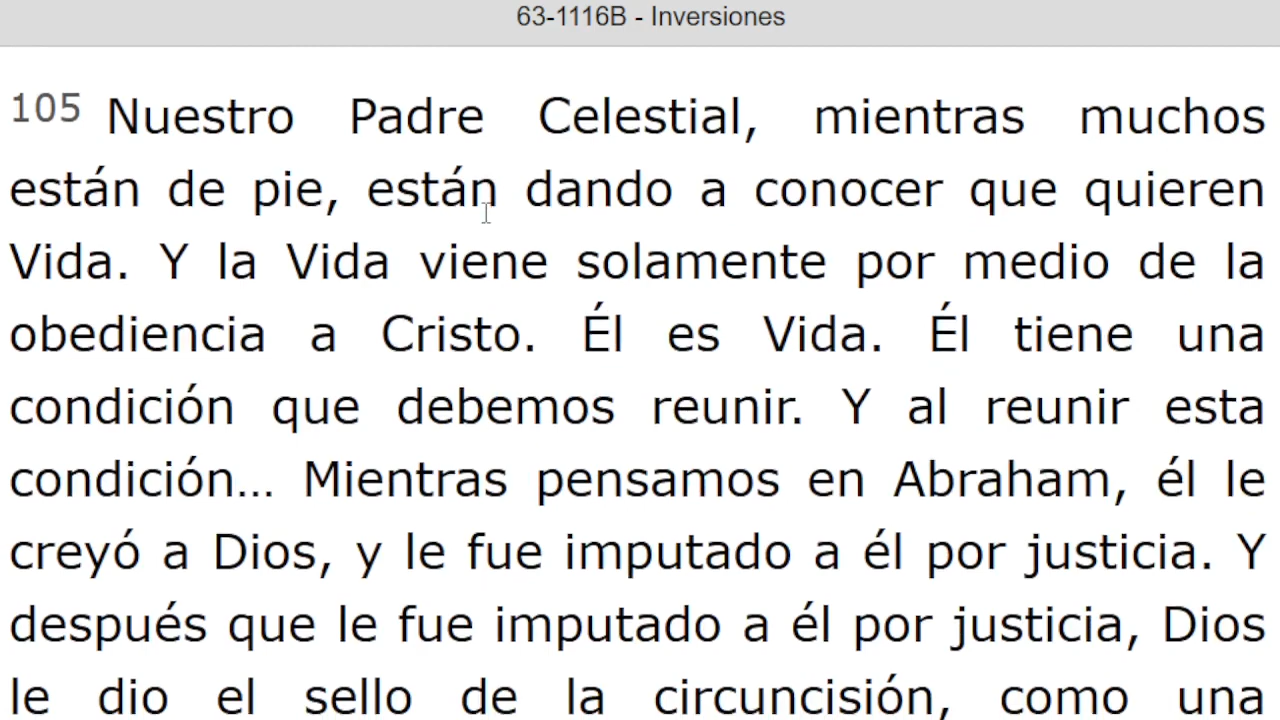 63-1116B - Inversiones
105 Nuestro Padre Celestial, mientras muchos
están de pie, están dando a conocer que quieren
Vida. Y la Vida viene solamente por medio de la
obediencia a Cristo. Él es Vida. Él tiene una
condición que debemos reunir. Y al reunir esta
condición... Mientras pensamos en Abraham, él le
creyó a Dios, y le fue imputado a él por justicia. Y
después que le fue imputado a él por justicia, Dios
le dio el sello de la circuncisión, como una